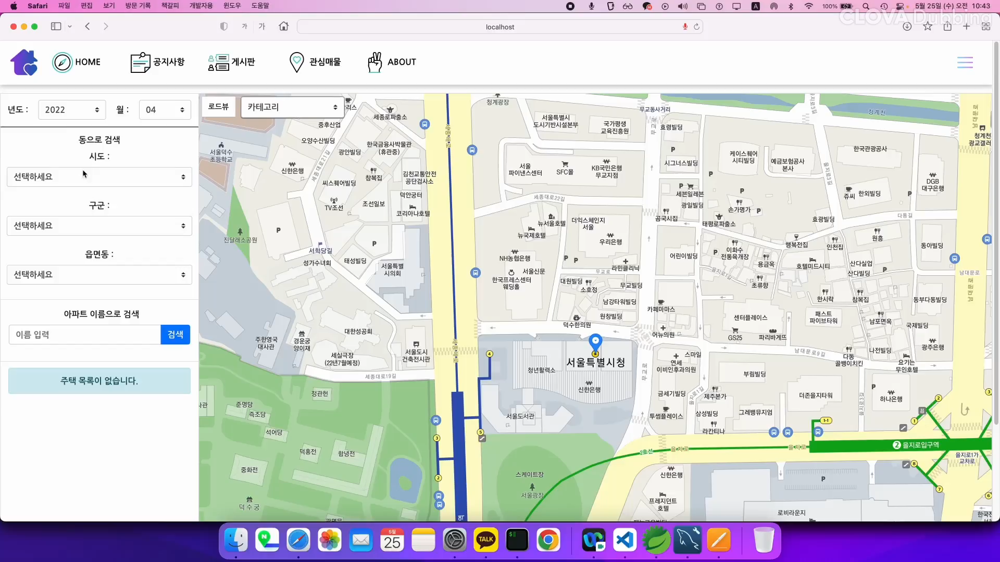 Safari 파일 편집 보기 방문 기록 책갈피 개발자용 윈도우 도움말
100% A 5월 25일 (수) 오전 10:43
CLOVA Dubbing
가 가 localhost
HOME 공지사항 게시판 관심매물 ABOUT
년도 : 2022 월 : 04
동으로 검색
시도 :
선택하세요
구군 :
선택하세요
읍면동 :
선택하세요
아파트 이름으로 검색
이름 입력 검색
주택 목록이 없습니다.
로드뷰 카테고리
청계광장
무교동사거리
청계천
세종로파출소
중후산업
서울특별시
도시기반시설본부
국가평생
교육진흥원
효령빌딩
오양수산빌딩
한국금융사박물관
(휴관중)
광안빌딩
서울덕수
초등학교
신한은행
세종대로21길
씨스퀘어빌딩
참복집
김천교통안전
공단검사소
서울
파이낸스센터
SFC몰
KB국민은행
무교지점
시그너스빌딩
케이스퀘어
시티빌딩
예금보험공사
본사
한국관광공사
DGB
대구은행
쥬씨
한외빌딩
TV조선
조선일보
덕안궁터
코리아나호텔
세종대로22길
세븐일레븐
광일빌딩
손가명가
곰국시집
태평로파출소
효광빌딩
다동길
진달래소공원
뉴서울호텔
뉴국제호텔
더익스체인지
서울
우리은행
행복전집
인천집
원흥
동아빌딩
서학당길
성가수녀회
태성빌딩
서울특별
시의회
NH농협은행
서울신문
한국프레스센터
웨딩홀
라민클리닉
무교로
어린이빌딩
이화수
전통육개장
용금옥
호텔미드시티
산다실업
산다빌딩
남대문로
대원빌딩
소호정
무교빌딩
초류향
을지로1길
한시락
참복집
동부다동빌딩
남강타워빌딩
원창빌딩
카페마마스
센터플레이스
패스트
파이브타워
남포면옥
국제빌딩
덕수한의원
대한성공회
주한영국
대사관
경운궁
양이재
세실극장
(22년7월예정)
서울도시
건축전시관
어뉴의원
GS25
파리바게뜨
나전빌딩
광주은행
남대문로9길
서울특별시청
청년활력소
신한은행
연세
이비인후과의원
스마일
다동
골뱅이치킨
요기는
무인호텔
부림빌딩
세종대로19길
정관헌
준명당
즉조당
석어당
덕홍전
함녕전
중화전
덕수궁
서울도서관
금세기빌딩
제주본가
더존을지타워
하나은행
투썸플레이스
삼성빌딩
그레뱅뮤지엄
라칸티나
을지로3길
2호선
을지로
을지로
2 을지로입구역
을지로1가
교차로
스케이트장
서울광장
신한은행
프레지던트
호텔
로비라운지
5월
25
TALK